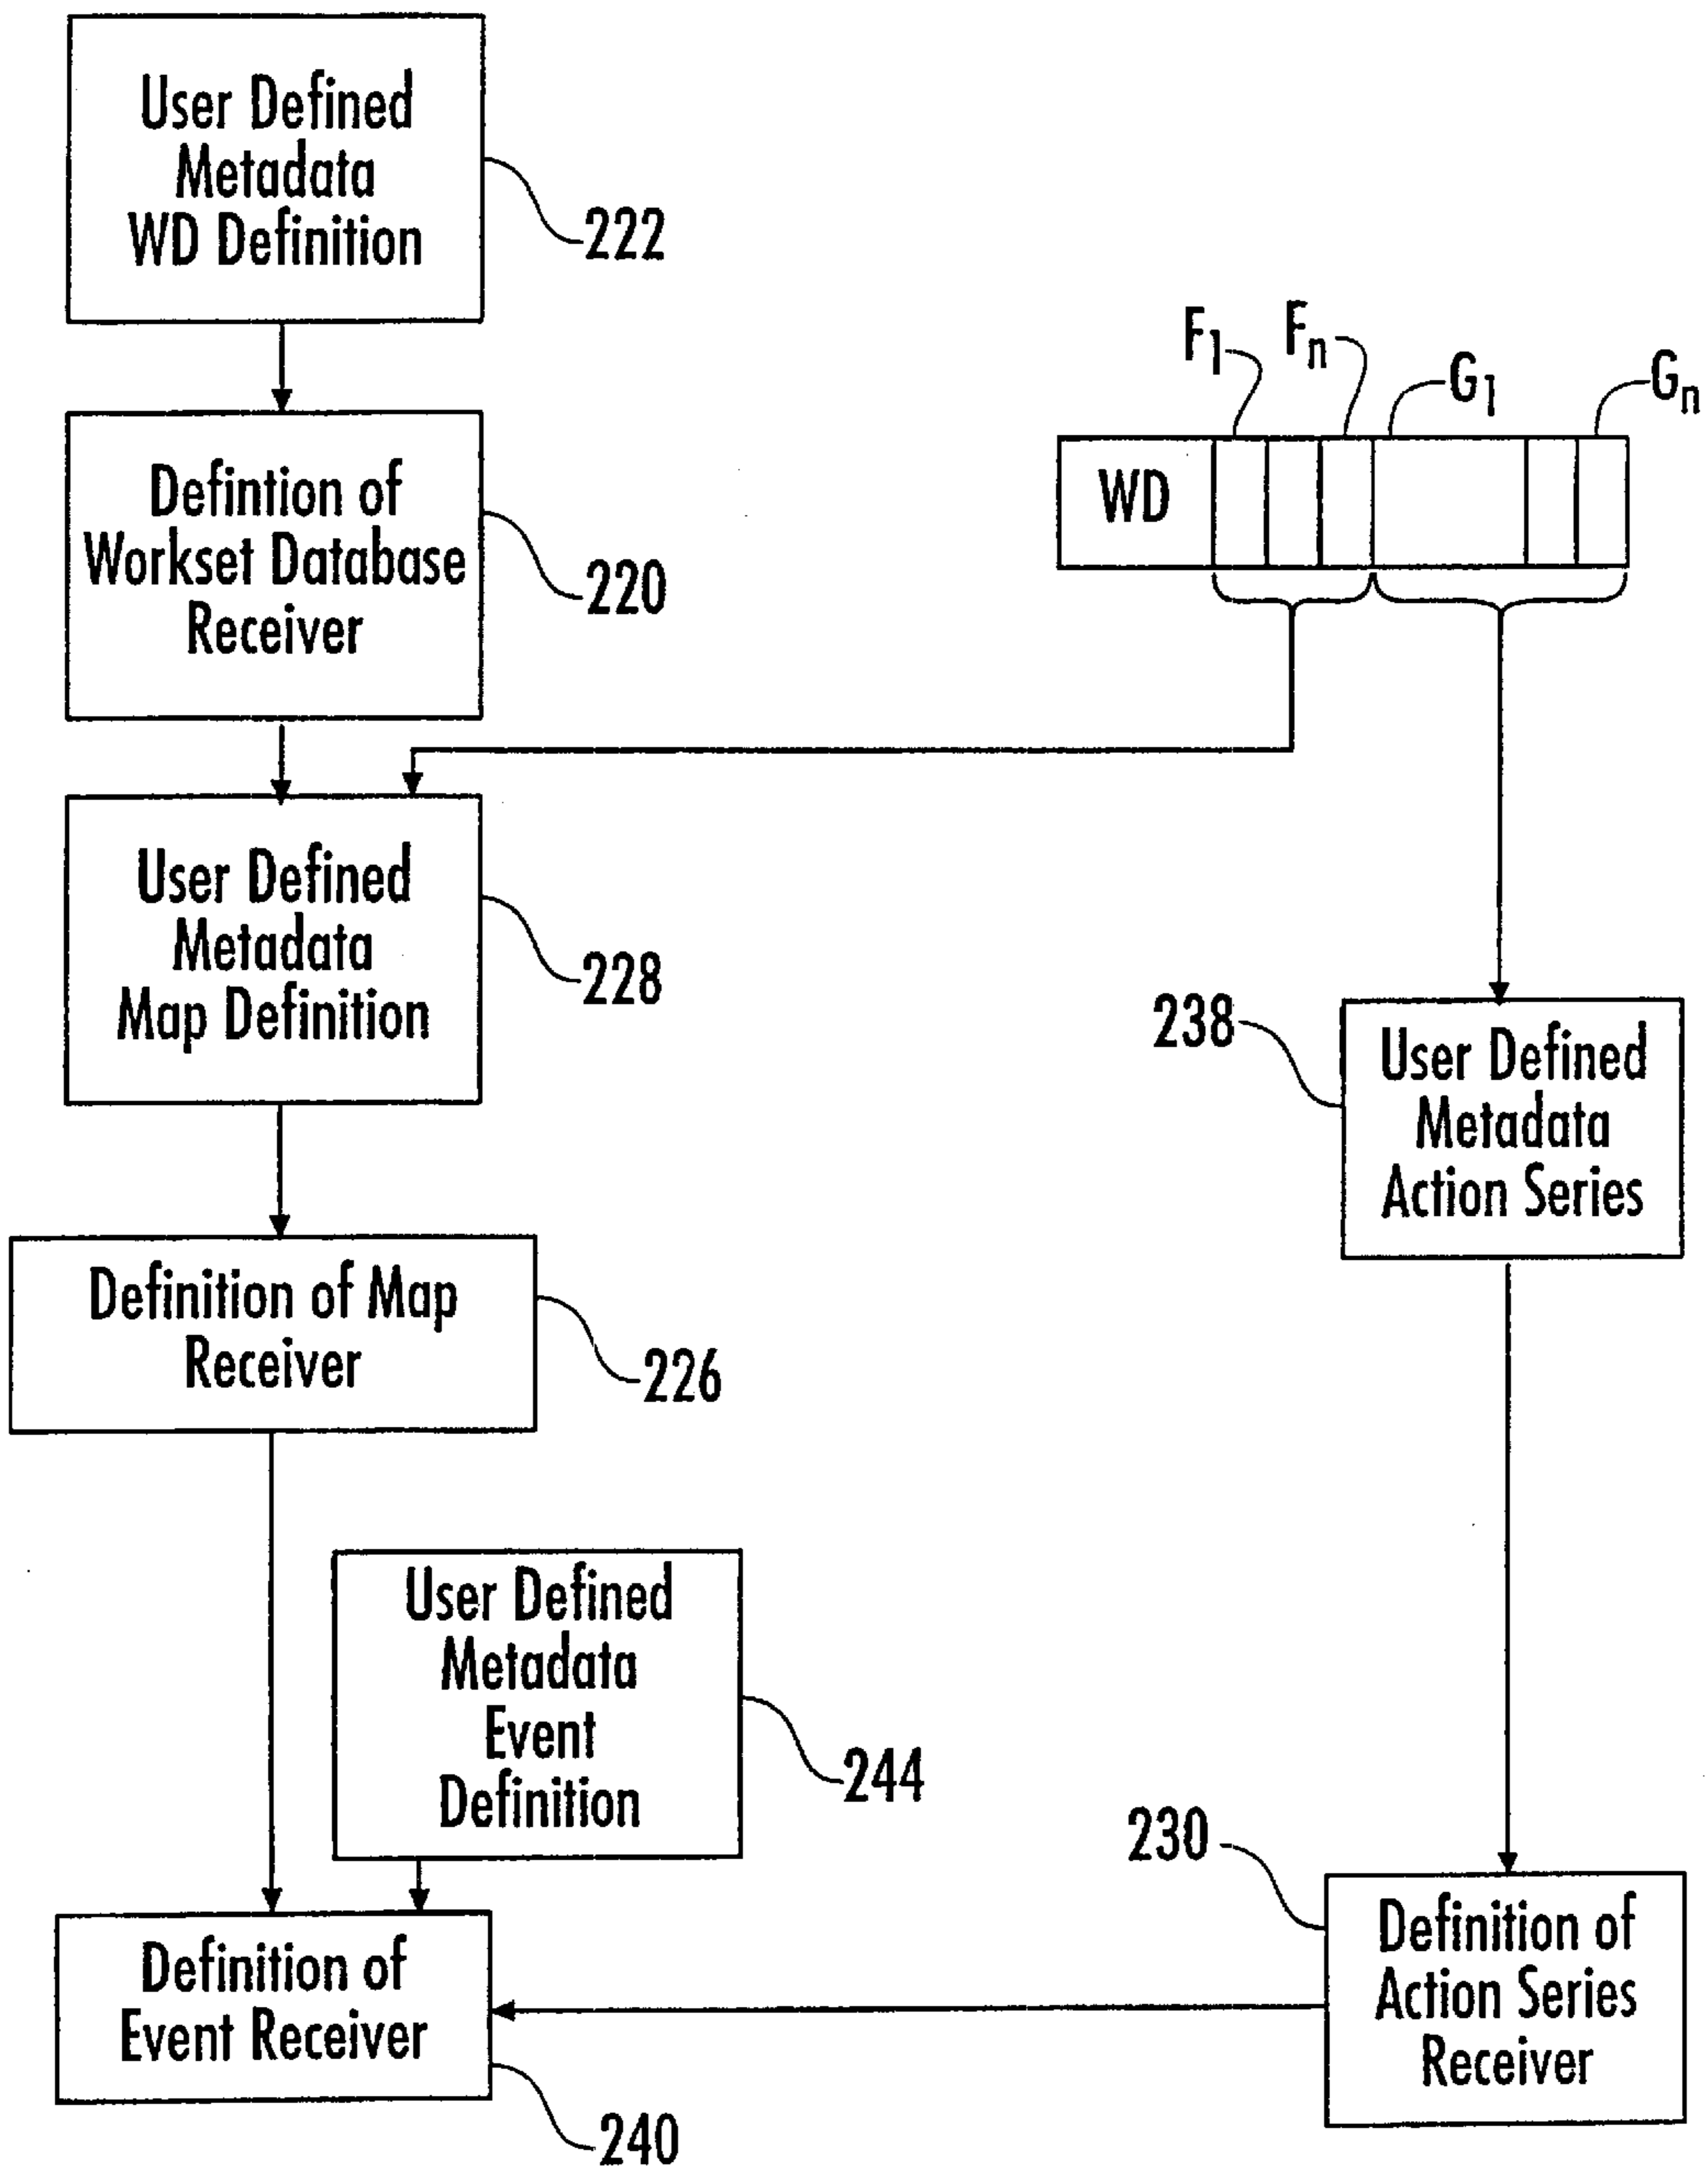 User Defined
Metadata
WD Definition
222
Defintion of
Workset Database
Receiver
220
F1
Fn
G1
Gn
WD
User Defined
Metadata
Map Definition
228
238
User Defined
Metadata
Action Series
Definition of Map
Receiver
226
User Defined
Metadata
Event
Definition
244
230
Definition of
Action Series
Receiver
Definition of
Event Receiver
240